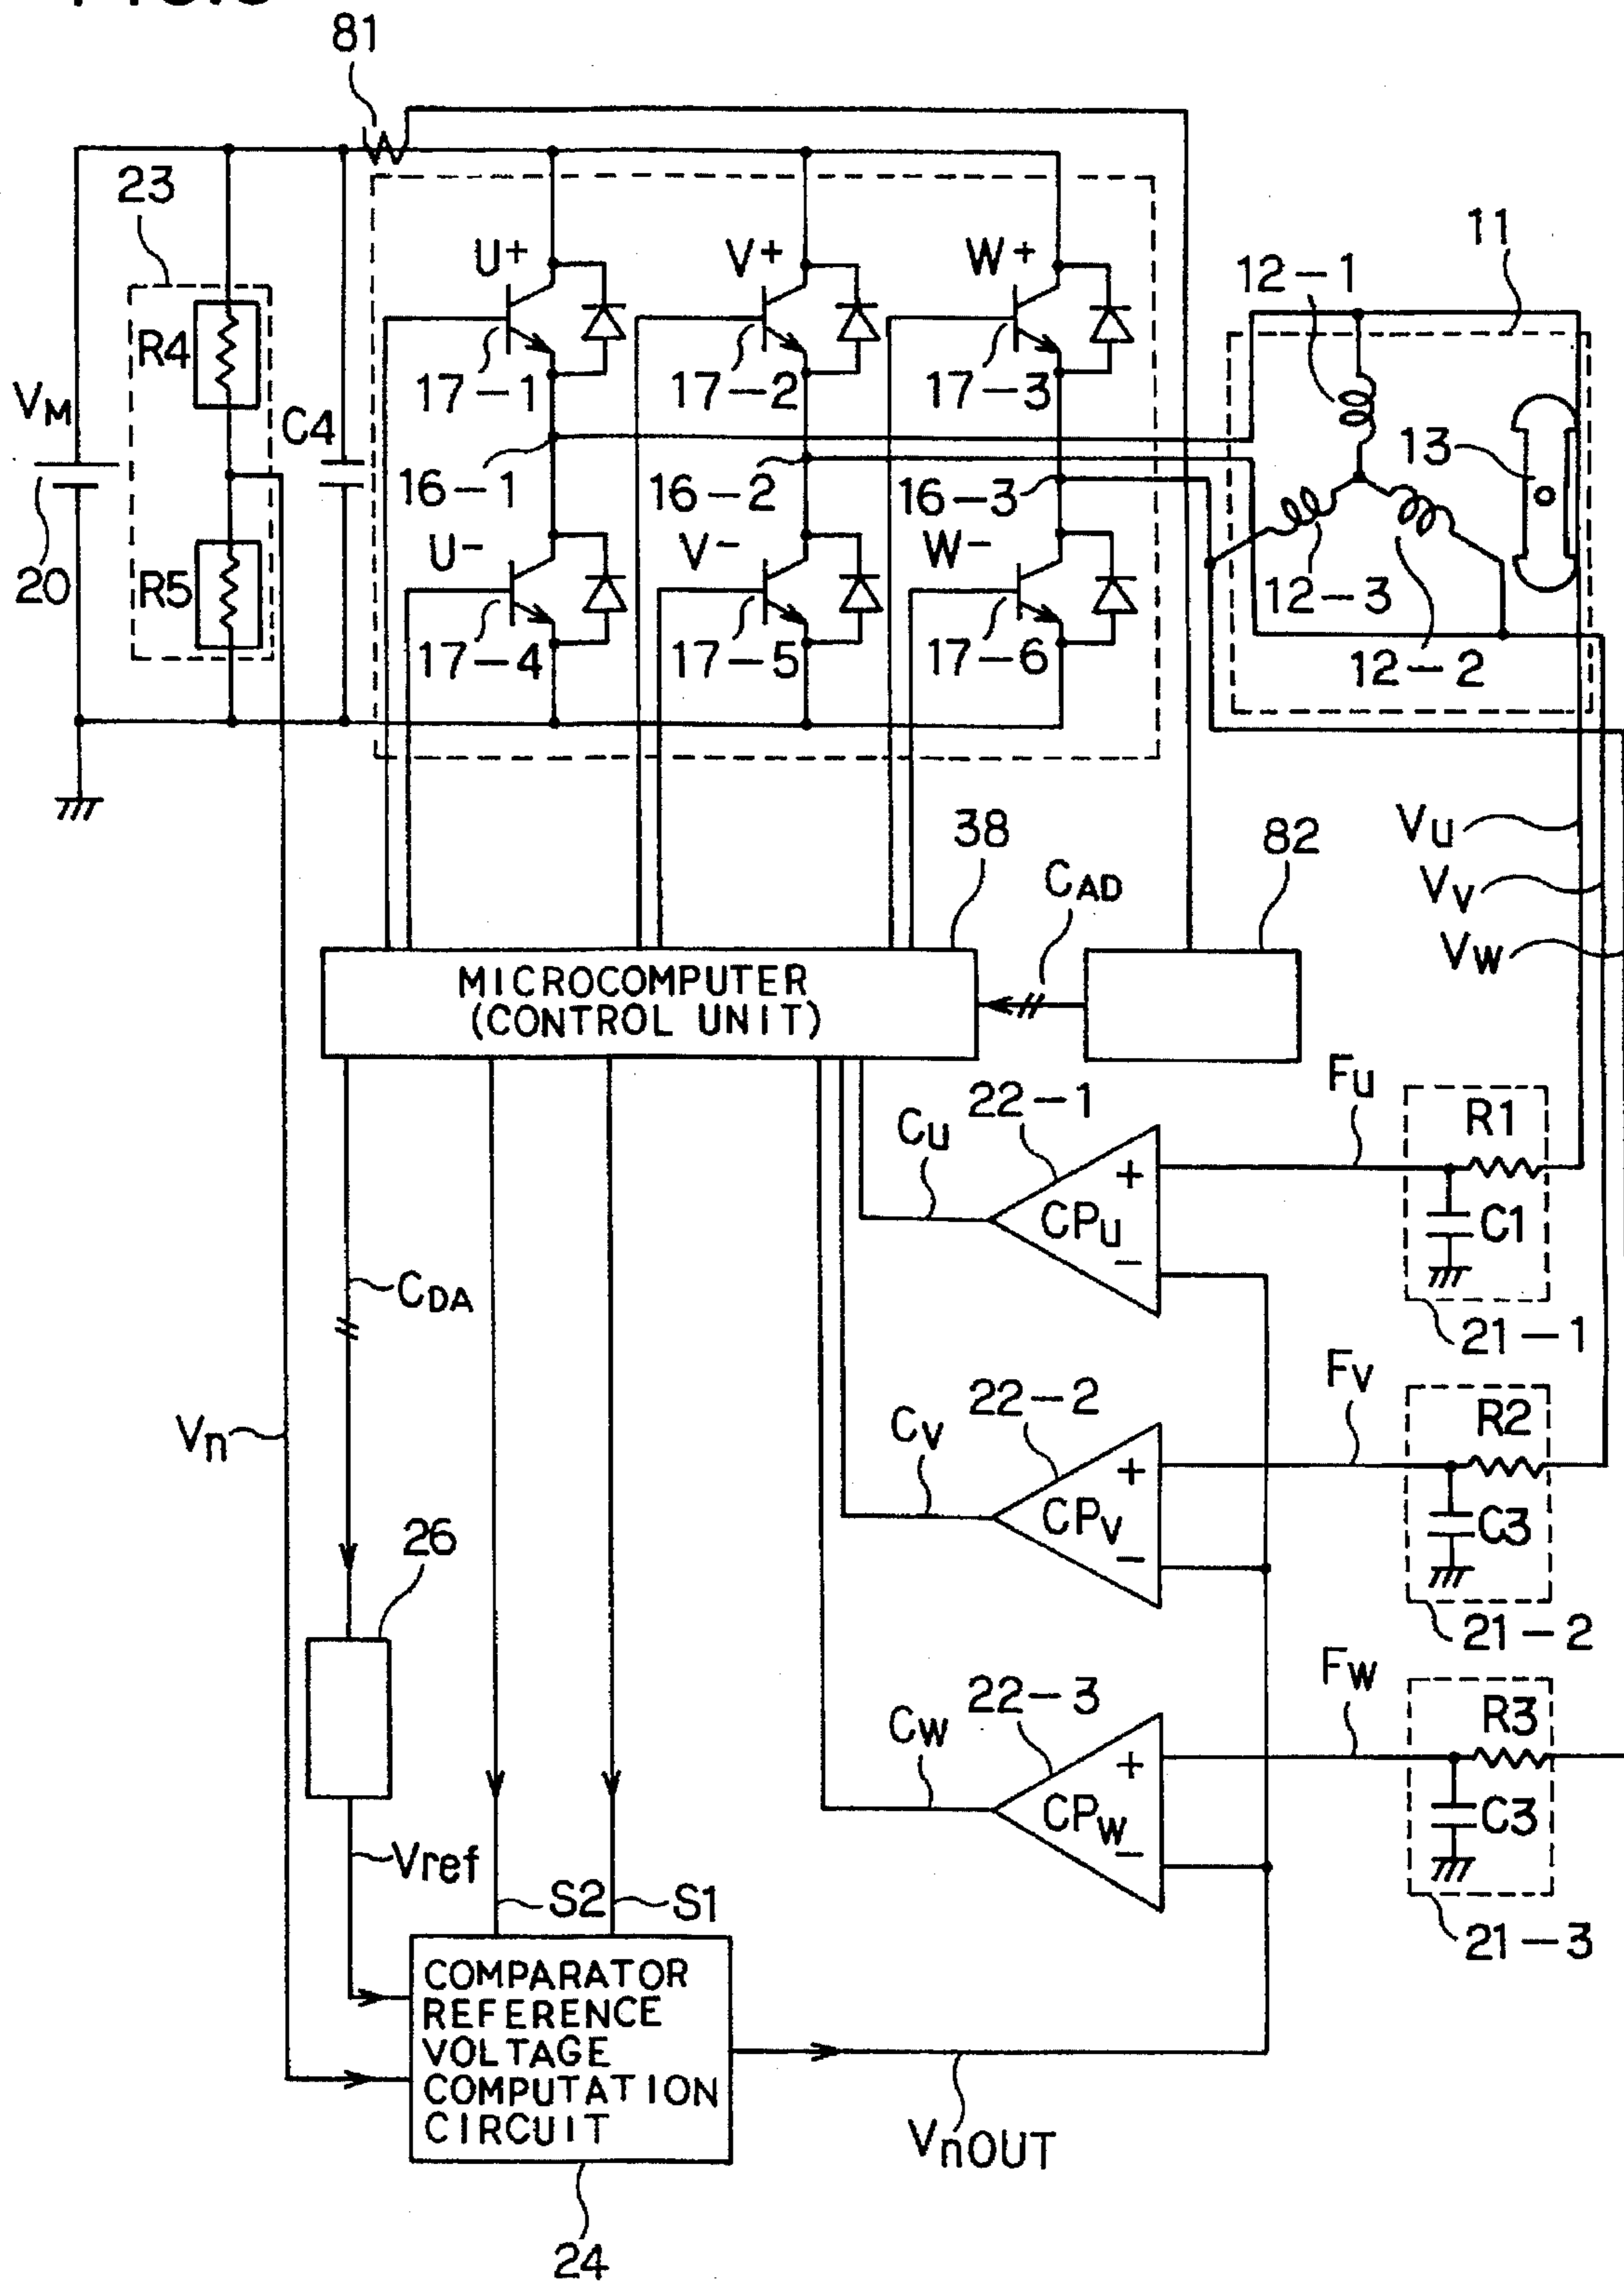 81
23
U+
V+
W+
11
12-1
R4
17-1
17-2
17-3
VM
C4
13
16-1
16-2
16-3
U-
V-
W-
20
R5
12-3
17-4
17-5
17-6
12-2
38
82
VU
CAD
VV
VW
MICROCOMPUTER
(CONTROL UNIT)
FU
22-1
R1
CU
+
CPU
C1
-
CDA
21-1
FV
22-2
R2
Vn
CV
+
CPV
C3
26
-
21-2
FW
22-3
R3
CW
+
CPW
C3
-
Vref
S2
S1
21-3
COMPARATOR
REFERENCE
VOLTAGE
COMPUTATION
CIRCUIT
VnOUT
24